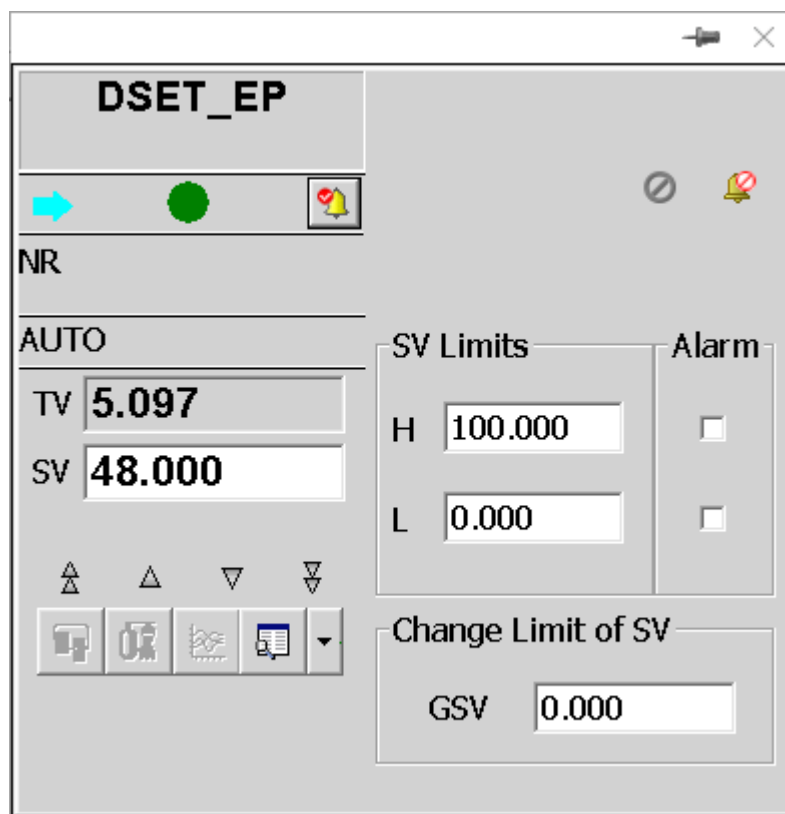 DSET_EP
NR
AUTO
TV 5.097
SV 48.000
SV Limits Alarm
H 100.000
L 0.000
Change Limit of SV
GSV 0.000